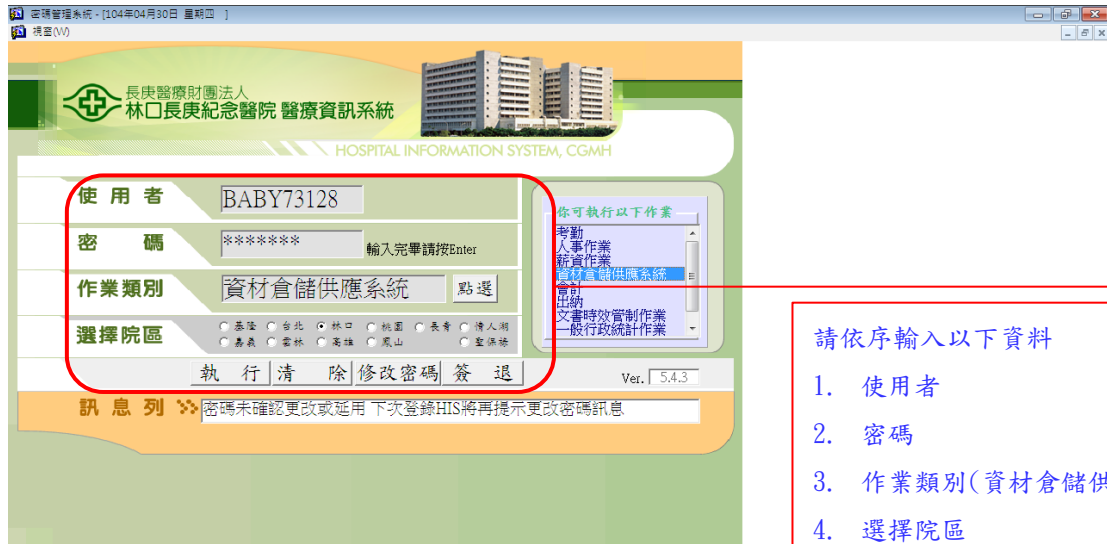 密碼管理系統 - [104年04月30日 星期四 ]
視窗(W)
長庚醫療財團法人
林口長庚紀念醫院 醫療資訊系統
HOSPITAL INFORMATION SYSTEM, CGMH
使用者 BABY73128
密碼 ******* 輸入完畢請按Enter
作業類別 資材倉儲供應系統 點選
選擇院區 基隆 台北 林口 桃園 長青 情人湖
嘉義 雲林 高雄 鳳山 聖保祿
執 行 清 除 修改密碼 簽 退
訊息列 密碼未確認更改或延用 下次登錄HIS將再提示更改密碼訊息
你可執行以下作業
考勤
人事作業
薪資作業
資材倉儲供應系統
會計
出納
文書時效管制作業
一般行政統計作業
Ver. 5.4.3
請依序輸入以下資料
1. 使用者
2. 密碼
3. 作業類別(資材倉儲供
4. 選擇院區